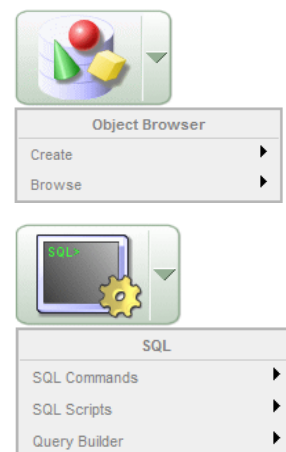 Object Browser
Create
Browse
SQL>
SQL
SQL Commands
SQL Scripts
Query Builder